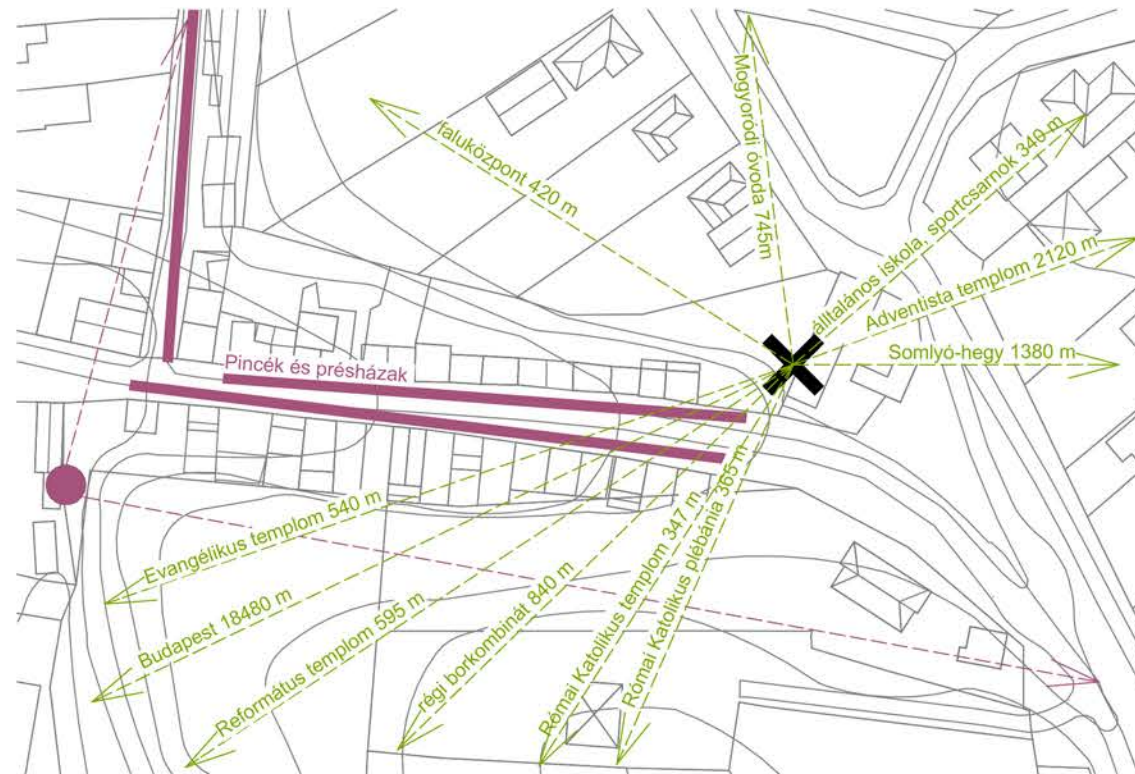 faluközpont 420 m
Mogyoródi óvoda 745m
álltalános iskola, sportcsarnok 340 m
Adventista templom 2120 m
Somlyó-hegy 1380 m
Pincék és présházak
Evangélikus templom 540 m
Budapest 18480 m
Református templom 595 m
régi borkombinát 840 m
Római Katolikus templom 347 m
Római Katolikus plébánia 365 m